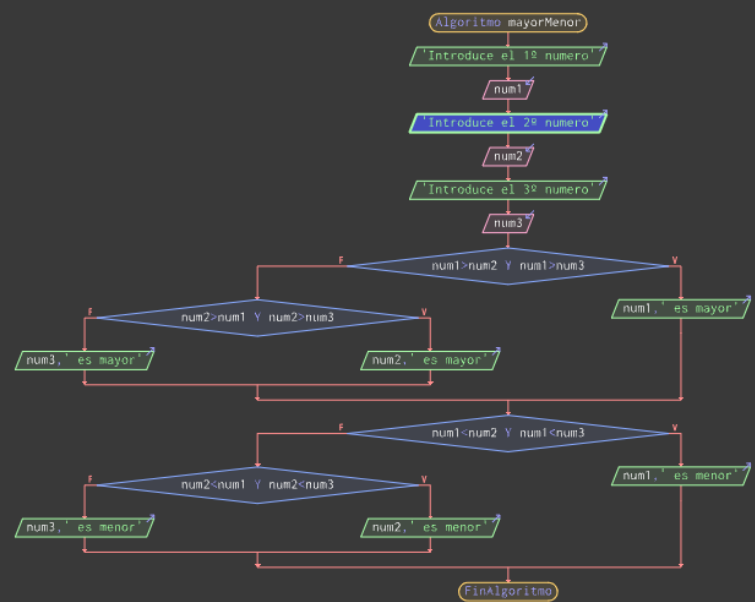 Algoritmo mayorMenor
'Introduce el 1º numero'
num1
'Introduce el 2º numero'
num2
'Introduce el 3º numero'
num3
F
num1>num2 Y num1>num3
V
F
num2>num1 Y num2>num3
V
num1,' es mayor'
num3,' es mayor'
num2,' es mayor'
F
num1<num2 Y num1<num3
V
F
num2<num1 Y num2<num3
V
num1,' es menor'
num3,' es menor'
num2,' es menor'
FinAlgoritmo